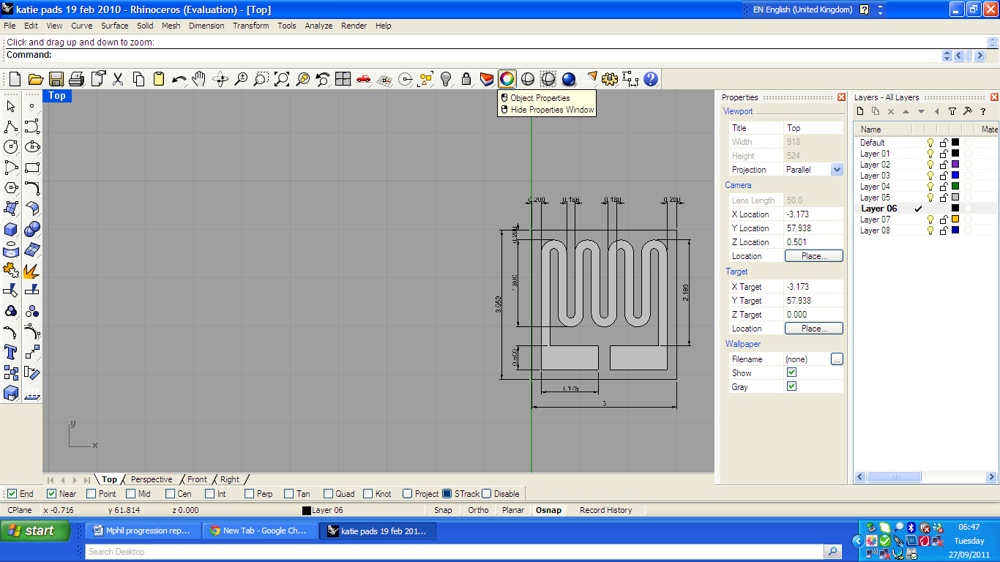 katie pads 19 feb 2010 - Rhinoceros (Evaluation) - [Top]
EN English (United Kingdom)
File Edit View Curve Surface Solid Mesh Dimension Transform Tools Analyze Render Help
Click and drag up and down to zoom:
Command:
Top
Object Properties
Hide Properties Window
0.200 0.186 0.180 0.200
0.200
1.800
3.059
2.180
0.500
1.175
3
y
x
Properties
Viewport
Title Top
Width 918
Height 524
Projection Parallel
Camera
Lens Length 50.0
X Location -3.173
Y Location 57.938
Z Location 0.501
Location Place...
Target
X Target -3.173
Y Target 57.938
Z Target 0.000
Location Place...
Wallpaper
Filename (none) ...
Show
Gray
Layers - All Layers
Name Mate
Default
Layer 01
Layer 02
Layer 03
Layer 04
Layer 05
Layer 06
Layer 07
Layer 08
Top Perspective Front Right
End Near Point Mid Cen Int Perp Tan Quad Knot Project STrack Disable
CPlane x -0.716 y 61.814 z 0.000 Layer 06 Snap Ortho Planar Osnap Record History
start Mphil progression rep... New Tab - Google Ch... katie pads 19 feb 201...
Search Desktop
06:47
Tuesday
27/09/2011